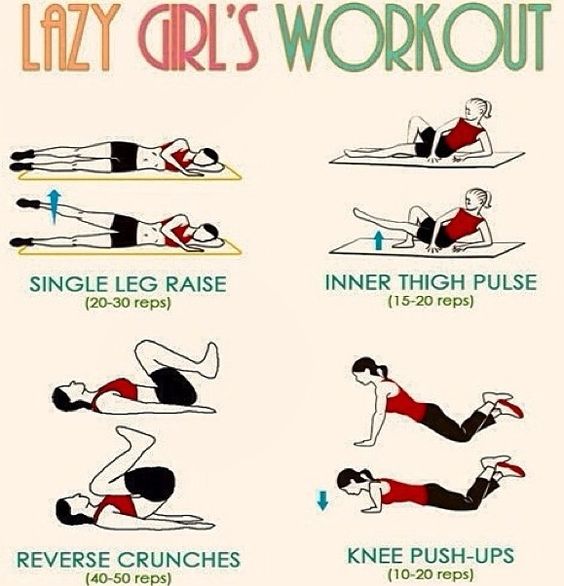 LAZY GIRL'S WORKOUT
SINGLE LEG RAISE
(20-30 reps)
INNER THIGH PULSE
(15-20 reps)
REVERSE CRUNCHES
(40-50 reps)
KNEE PUSH-UPS
(10-20 reps)